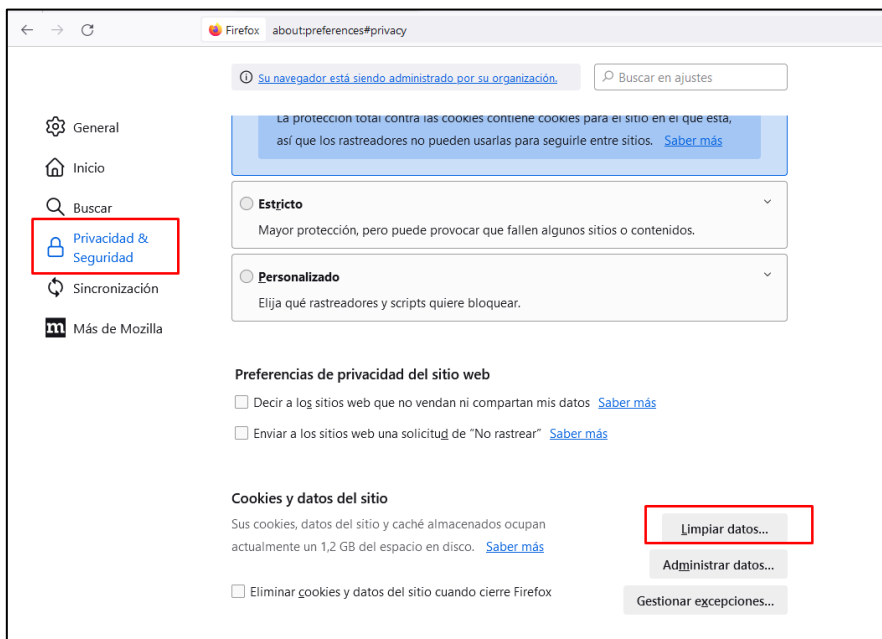 Firefox about:preferences#privacy
Su navegador está siendo administrado por su organización.
Buscar en ajustes
General
Inicio
Buscar
Privacidad &
Seguridad
Sincronización
m Más de Mozilla
La protección total contra las cookies contiene cookies para el sitio en el que está,
así que los rastreadores no pueden usarlas para seguirle entre sitios. Saber más
Estricto
Mayor protección, pero puede provocar que fallen algunos sitios o contenidos.
Personalizado
Elija qué rastreadores y scripts quiere bloquear.
Preferencias de privacidad del sitio web
Decir a los sitios web que no vendan ni compartan mis datos Saber más
Enviar a los sitios web una solicitud de “No rastrear” Saber más
Cookies y datos del sitio
Sus cookies, datos del sitio y caché almacenados ocupan
actualmente un 1,2 GB del espacio en disco. Saber más
Eliminar cookies y datos del sitio cuando cierre Firefox
Limpiar datos...
Administrar datos...
Gestionar excepciones...